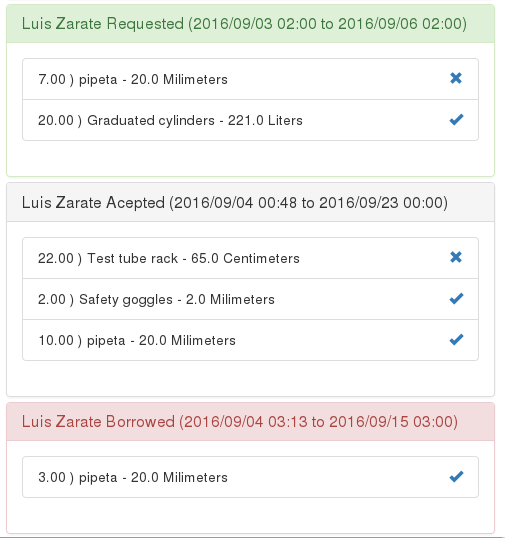 Luis Zarate Requested (2016/09/03 02:00 to 2016/09/06 02:00)
7.00 ) pipeta - 20.0 Milimeters
20.00 ) Graduated cylinders - 221.0 Liters
Luis Zarate Acepted (2016/09/04 00:48 to 2016/09/23 00:00)
22.00 ) Test tube rack - 65.0 Centimeters
2.00 ) Safety goggles - 2.0 Milimeters
10.00 ) pipeta - 20.0 Milimeters
Luis Zarate Borrowed (2016/09/04 03:13 to 2016/09/15 03:00)
3.00 ) pipeta - 20.0 Milimeters